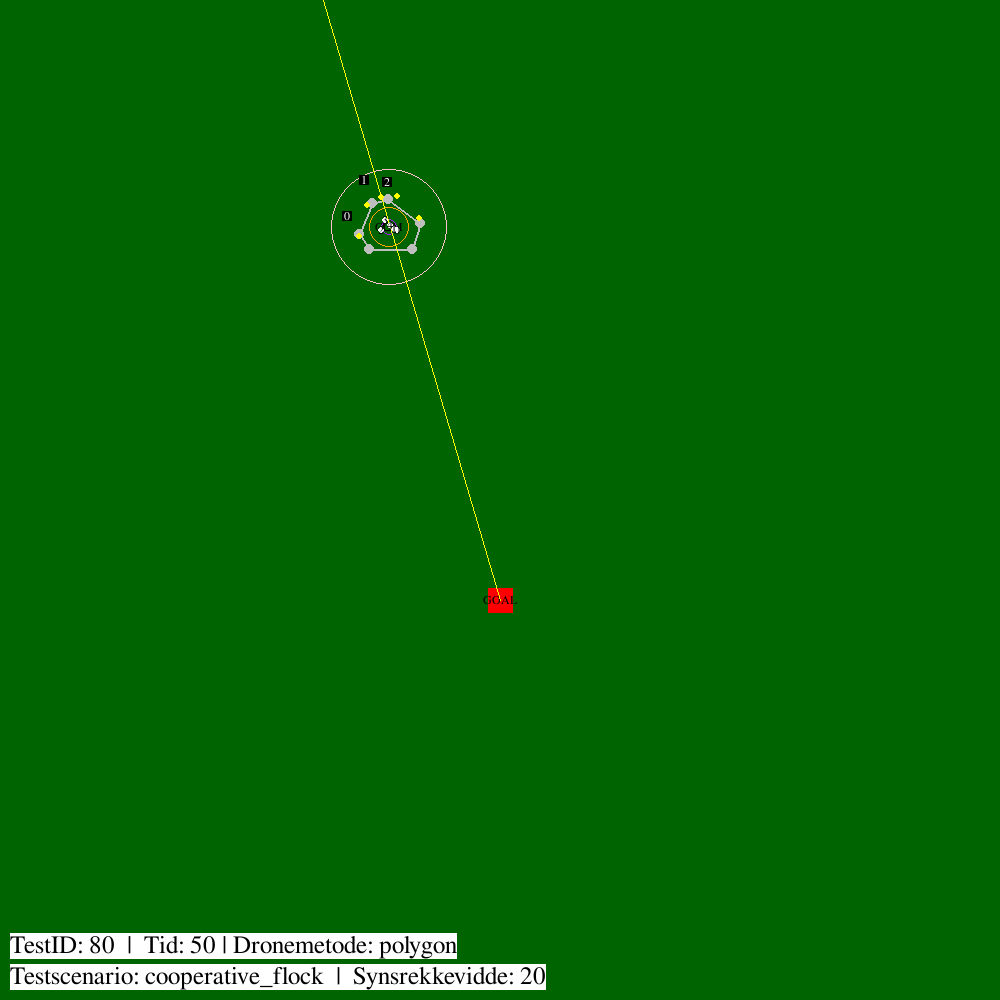 1 2
0
GOAL
TestID: 80 | Tid: 50 | Dronemetode: polygon
Testscenario: cooperative_flock | Synsrekkevidde: 20